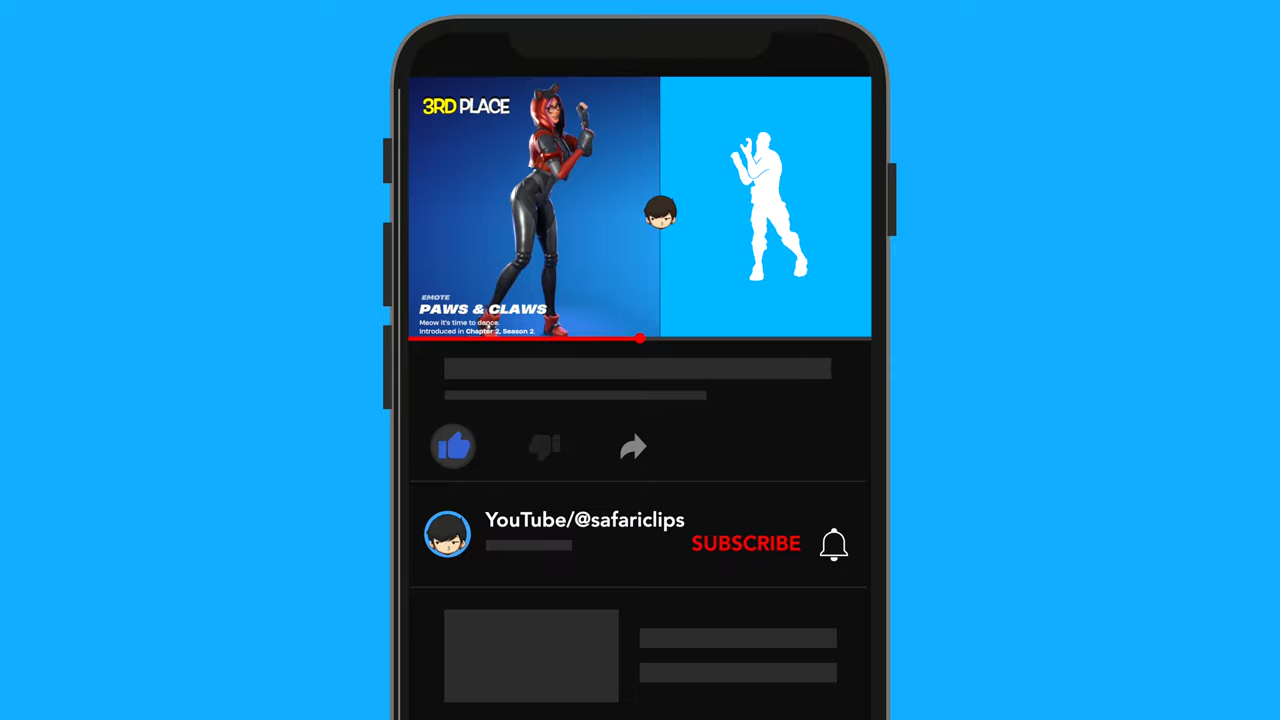 3RD PLACE
EMOTE
PAWS & CLAWS
Meow it's time to dance.
Introduced in Chapter 2, Season 2.
YouTube/@safariclips
SUBSCRIBE